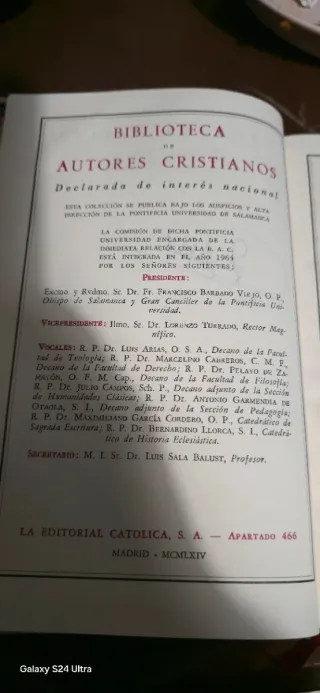 BIBLIOTECA
DE
AUTORES CRISTIANOS
Declarada de interés nacional
ESTA COLECCIÓN SE PUBLICA BAJO LOS AUSPICIOS Y ALTA
DIRECCIÓN DE LA PONTIFICIA UNIVERSIDAD DE SALAMANCA
LA COMISIÓN DE DICHA PONTIFICIA
UNIVERSIDAD ENCARGADA DE LA
INMEDIATA RELACIÓN CON LA B. A. C.
ESTÁ INTEGRADA EN EL AÑO 1964
POR LOS SEÑORES SIGUIENTES:
PRESIDENTE:
Excmo. y Rvdmo. Sr. Dr. Fr. FRANCISCO BARBADO VIEJO, O. P.,
Obispo de Salamanca y Gran Canciller de la Pontificia Uni-
versidad.
VICEPRESIDENTE: Ilmo. Sr. Dr. LORENZO TURRADO, Rector Mag-
nífico.
VOCALES: R. P. Dr. LUIS ARIAS, O. S. A., Decano de la Facul-
tad de Teología; R. P. Dr. MARCELINO CABREROS, C. M. F.,
Decano de la Facultad de Derecho; R. P. Dr. PELAYO DE ZA-
MAYÓN, O. F. M. Cap., Decano de la Facultad de Filosofía;
R. P. Dr. JULIO CAMPOS, Sch. P., Decano adjunto de la Sección
de Humanidades Clásicas; R. P. Dr. ANTONIO GARMENDIA DE
OTAOLA, S. I., Decano adjunto de la Sección de Pedagogía;
R. P. Dr. MAXIMILIANO GARCÍA CORDERO, O. P., Catedrático de
Sagrada Escritura; R. P. Dr. BERNARDINO LLORCA, S. I., Catedrá-
tico de Historia Eclesiástica.
SECRETARIO: M. I. Sr. Dr. LUIS SALA BALUST, Profesor.
LA EDITORIAL CATOLICA, S. A. — APARTADO 466
MADRID • MCMLXIV
Galaxy S24 Ultra